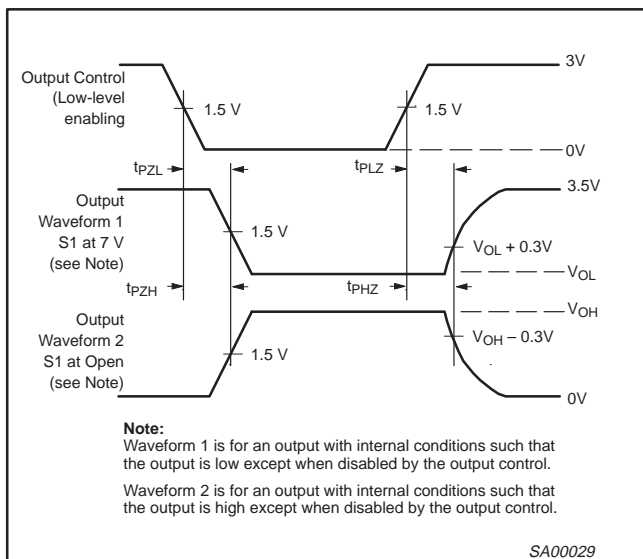 3V
Output Control
(Low-level
enabling
1.5 V
1.5 V
0V
tPZL
tPLZ
Output
Waveform 1
S1 at 7 V
(see Note)
3.5V
1.5 V
VOL + 0.3V
VOL
tPZH
tPHZ
VOH
Output
Waveform 2
S1 at Open
(see Note)
VOH – 0.3V
1.5 V
0V
Note:
Waveform 1 is for an output with internal conditions such that
the output is low except when disabled by the output control.
Waveform 2 is for an output with internal conditions such that
the output is high except when disabled by the output control.
SA00029